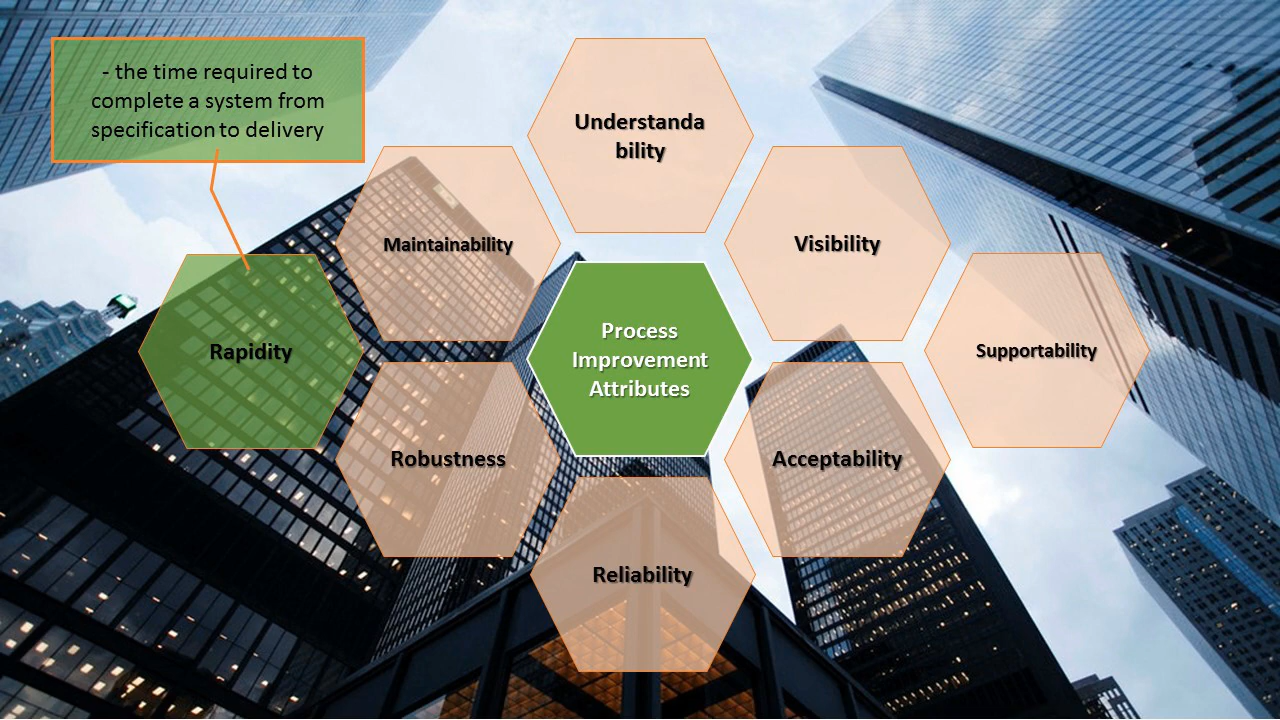 - the time required to
complete a system from
specification to delivery
Understanda
bility
Maintainability
Visibility
Rapidity
Process
Improvement
Attributes
Supportability
Robustness
Acceptability
Reliability